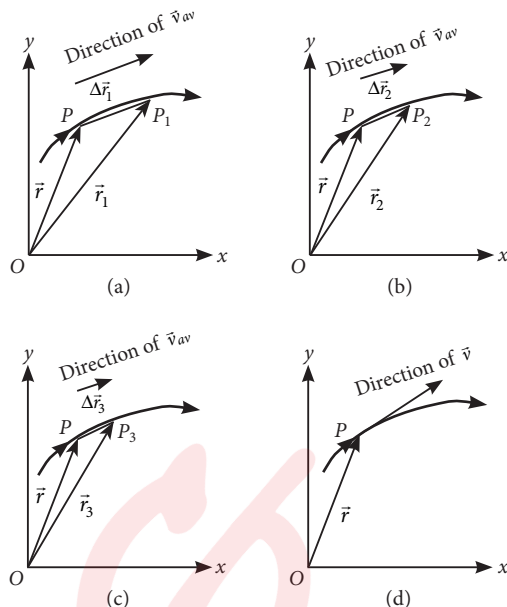 y
Direction of v⃗av
Δr⃗1
P
P1
r⃗
r⃗1
O
x
(a)
y
Direction of v⃗av
Δr⃗2
P
P2
r⃗
r⃗2
O
x
(b)
y
Direction of v⃗av
Δr⃗3
P
P3
r⃗
r⃗3
O
x
(c)
y
Direction of v⃗
P
r⃗
O
x
(d)